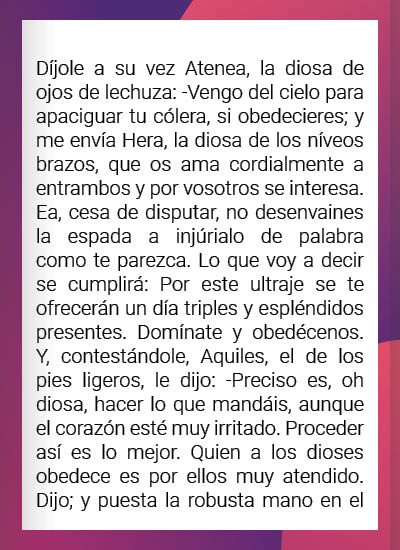 Díjole a su vez Atenea, la diosa de
ojos de lechuza: -Vengo del cielo para
apaciguar tu cólera, si obedecieres; y
me envía Hera, la diosa de los níveos
brazos, que os ama cordialmente a
entrambos y por vosotros se interesa.
Ea, cesa de disputar, no desenvaines
la espada a injúrialo de palabra
como te parezca. Lo que voy a decir
se cumplirá: Por este ultraje se te
ofrecerán un día triples y espléndidos
presentes. Domínate y obedécenos.
Y, contestándole, Aquiles, el de los
pies ligeros, le dijo: -Preciso es, oh
diosa, hacer lo que mandáis, aunque
el corazón esté muy irritado. Proceder
así es lo mejor. Quien a los dioses
obedece es por ellos muy atendido.
Dijo; y puesta la robusta mano en el